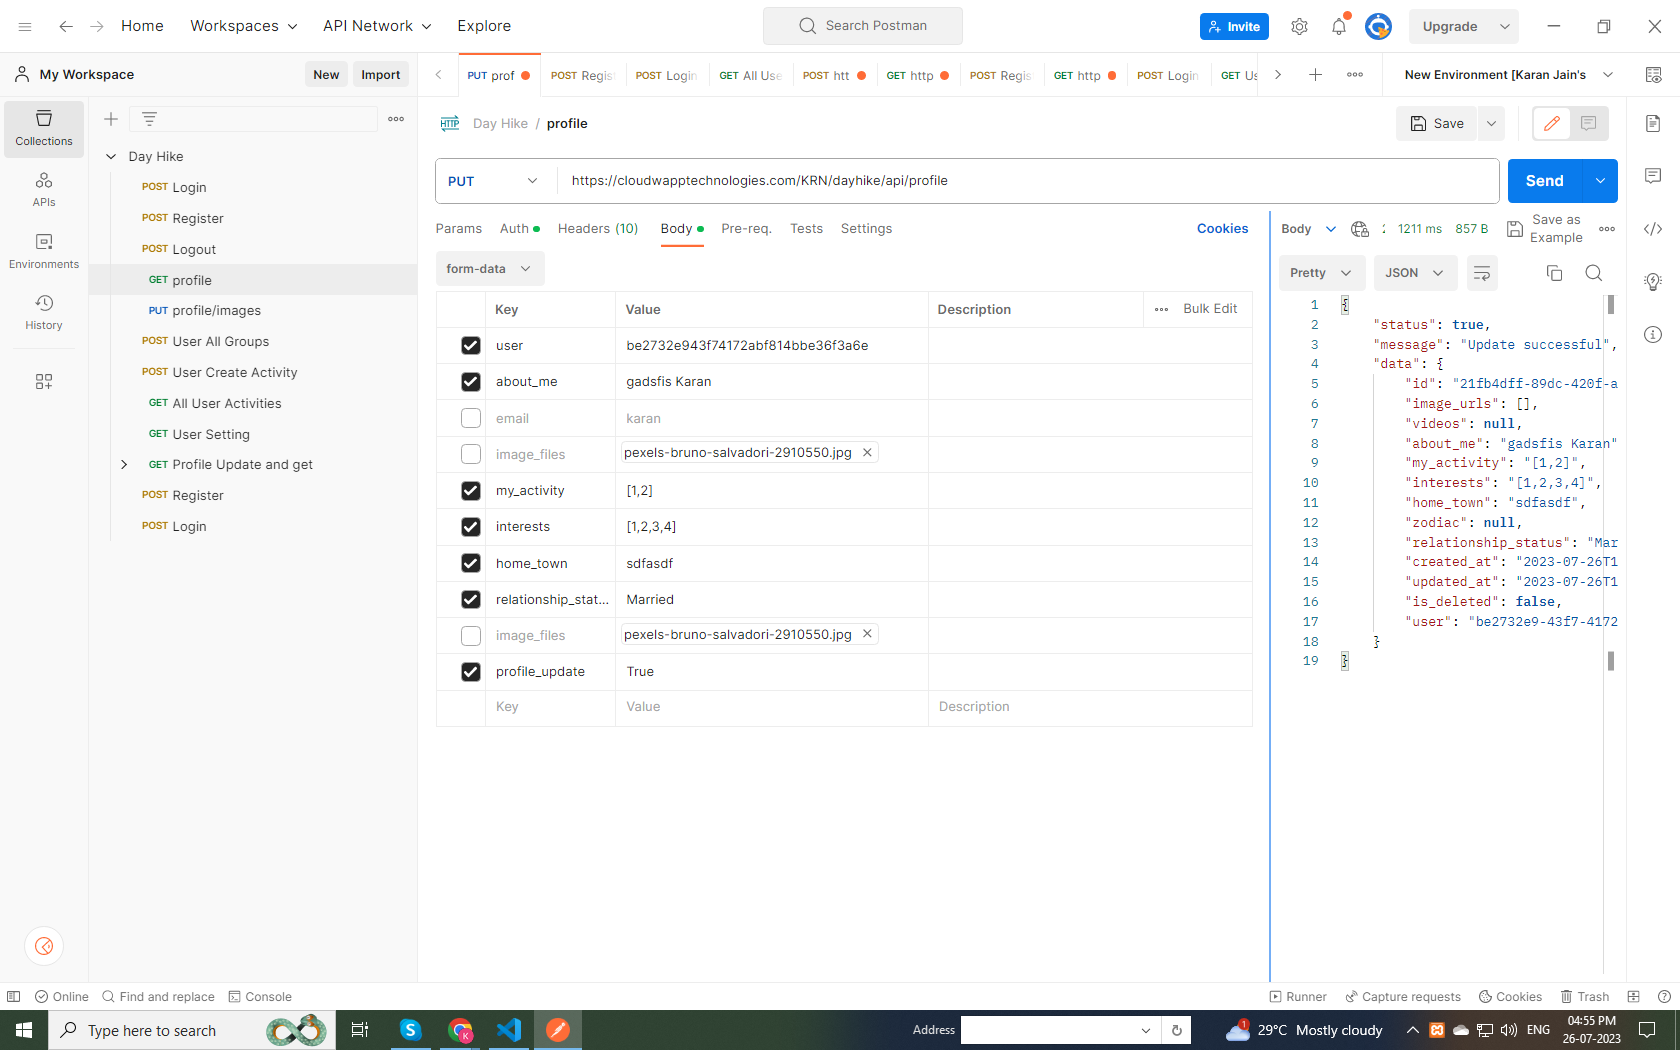 Home Workspaces API Network Explore Search Postman Invite Upgrade
My Workspace New Import PUT prof POST Regis POST Login GET All Use POST htt GET http POST Regis GET http POST Login GET Us New Environment [Karan Jain's
Collections
APIs
Environments
History
Day Hike
POST Login
POST Register
POST Logout
GET profile
PUT profile/images
POST User All Groups
POST User Create Activity
GET All User Activities
GET User Setting
GET Profile Update and get
POST Register
POST Login
HTTP Day Hike / profile Save
PUT https://cloudwapptechnologies.com/KRN/dayhike/api/profile Send
Params Auth Headers (10) Body Pre-req. Tests Settings Cookies
form-data
Key Value Description Bulk Edit
user be2732e943f74172abf814bbe36f3a6e
about_me gadsfis Karan
email karan
image_files pexels-bruno-salvadori-2910550.jpg
my_activity [1,2]
interests [1,2,3,4]
home_town sdfasdf
relationship_stat... Married
image_files pexels-bruno-salvadori-2910550.jpg
profile_update True
Key Value Description
Body 1211 ms 857 B Save as Example
Pretty JSON
1 {
2 "status": true,
3 "message": "Update successful",
4 "data": {
5 "id": "21fb4dff-89dc-420f-a
6 "image_urls": [],
7 "videos": null,
8 "about_me": "gadsfis Karan"
9 "my_activity": "[1,2]",
10 "interests": "[1,2,3,4]",
11 "home_town": "sdfasdf",
12 "zodiac": null,
13 "relationship_status": "Mar
14 "created_at": "2023-07-26T1
15 "updated_at": "2023-07-26T1
16 "is_deleted": false,
17 "user": "be2732e9-43f7-4172
18 }
19 }
Online Find and replace Console Runner Capture requests Cookies Trash
Type here to search Address 1 29°C Mostly cloudy ENG 04:55 PM
26-07-2023